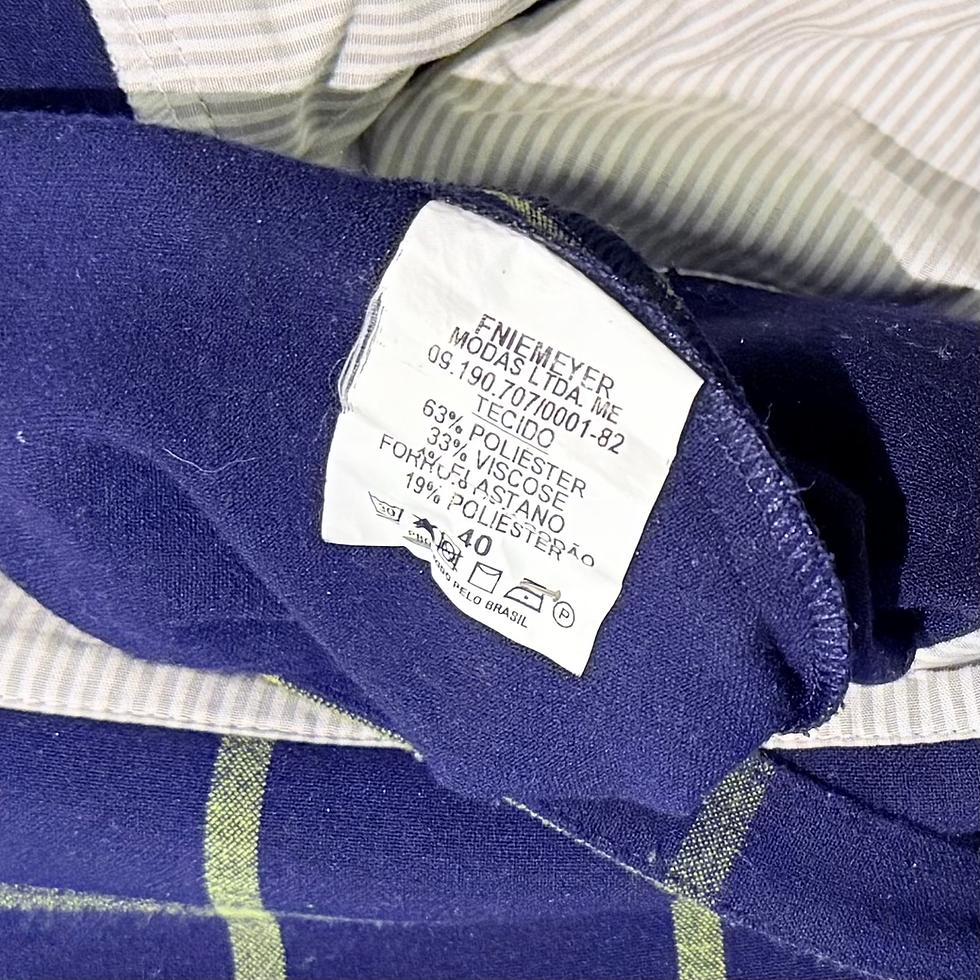 FNIEMEYER
MODAS LTDA. ME
09.190.707/0001-82
TECIDO
63% POLIESTER
33% VISCOSE
4% ELASTANO
FORRO:
19% POLIESTER
40
30
P
PELO BRASIL